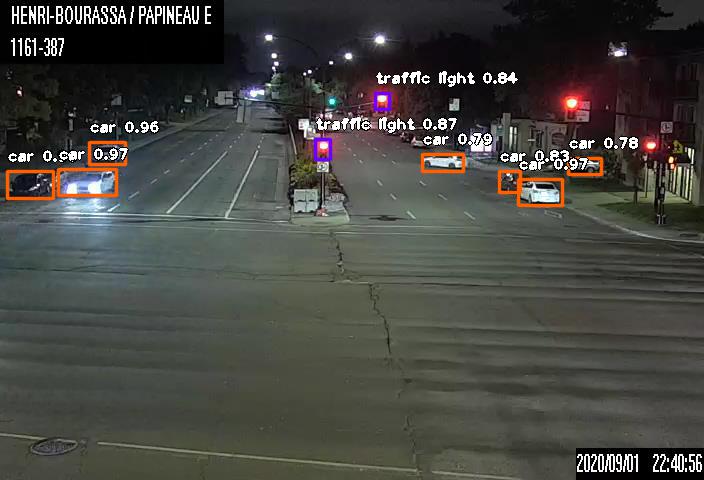 HENRI-BOURASSA / PAPINEAU E
1161-387
traffic light 0.84
traffic light 0.87
car 0.96
car 0.79
car 0.78
car 0.97
car 0.83
car 0.97
2020/09/01 22:40:56